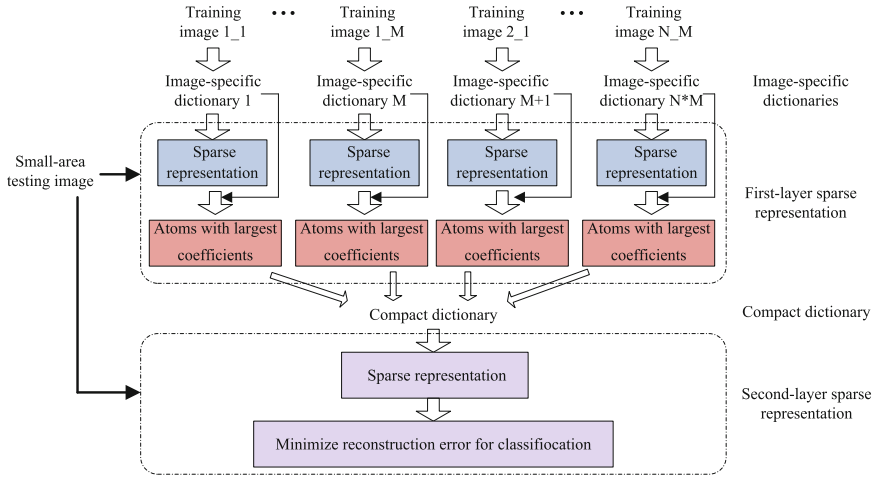 Training image 1_1
•••
Training image 1_M
Training image 2_1
•••
Training image N_M
Image-specific dictionary 1
Image-specific dictionary M
Image-specific dictionary M+1
Image-specific dictionary N*M
Image-specific dictionaries
Small-area testing image
Sparse representation
Sparse representation
Sparse representation
Sparse representation
First-layer sparse representation
Atoms with largest coefficients
Atoms with largest coefficients
Atoms with largest coefficients
Atoms with largest coefficients
Compact dictionary
Compact dictionary
Sparse representation
Second-layer sparse representation
Minimize reconstruction error for classifiocation